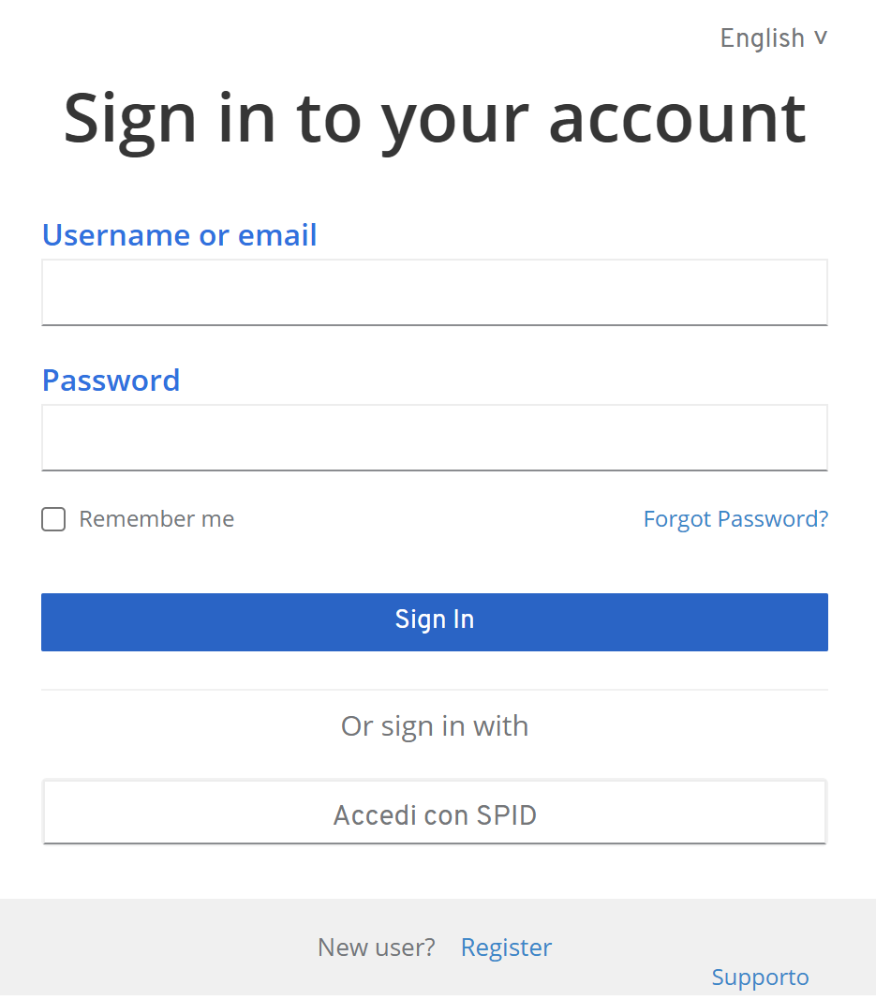 English ˅
Sign in to your account
Username or email
Password
Remember me Forgot Password?
Sign In
Or sign in with
Accedi con SPID
New user? Register
Supporto